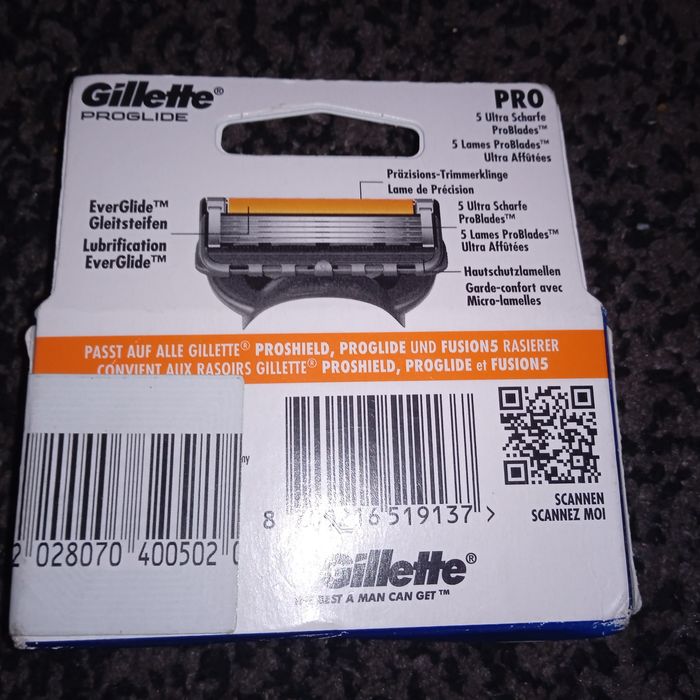 Gillette®
PROGLIDE
PRO
5 Ultra Scharfe
ProBlades™
5 Lames ProBlades™
Ultra Affûtées
Präzisions-Trimmerklinge
Lame de Précision
EverGlide™
Gleitsteifen
Lubrification
EverGlide™
5 Ultra Scharfe
ProBlades™
5 Lames ProBlades™
Ultra Affûtées
Hautschutzlamellen
Garde-confort avec
Micro-lamelles
PASST AUF ALLE GILLETTE® PROSHIELD, PROGLIDE UND FUSION5 RASIERER
CONVIENT AUX RASOIRS GILLETTE® PROSHIELD, PROGLIDE et FUSION5
2 028070 400502
8 519137 >
SCANNEN
SCANNEZ MOI
Gillette®
BEST A MAN CAN GET™